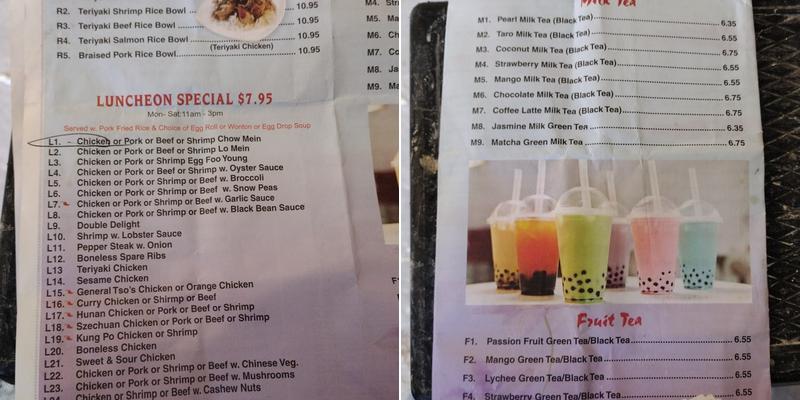 R2. Teriyaki Shrimp Rice Bowl ... 10.95
R3. Teriyaki Beef Rice Bowl 10.95
R4. Teriyaki Salmon Rice Bowl 10.95
(Teriyaki Chicken)
R5. Braised Pork Rice Bowl 10.95
M4. Str
M5. Ma
M6. Ch
M7. Co
M8. Ja
M9. Ma
LUNCHEON SPECIAL $7.95
Mon- Sat:11am - 3pm
Served w. Pork Fried Rice & Choice of Egg Roll or Wonton or Egg Drop Soup
L1. Chicken or Pork or Beef or Shrimp Chow Mein
L2. Chicken or Pork or Beef or Shrimp Lo Mein
L3. Chicken or Pork or Shrimp Egg Foo Young
L4. Chicken or Pork or Shrimp or Beef w. Oyster Sauce
L5. Chicken or Pork or Shrimp or Beef w. Broccoli
L6. Chicken or Pork or Shrimp or Beef w. Snow Peas
L7. Chicken or Pork or Shrimp or Beef w. Garlic Sauce
L8. Chicken or Pork or Shrimp or Beef w. Black Bean Sauce
L9. Double Delight
L10. Shrimp w. Lobster Sauce
L11. Pepper Steak w. Onion
L12. Boneless Spare Ribs
L13 Teriyaki Chicken
L14. Sesame Chicken
L15. General Tso's Chicken or Orange Chicken
L16. Curry Chicken or Shrimp or Beef
L17. Hunan Chicken or Pork or Beef or Shrimp
L18. Szechuan Chicken or Pork or Beef or Shrimp
L19. Kung Po Chicken or Shrimp
L20. Boneless Chicken
L21. Sweet & Sour Chicken
L22. Chicken or Pork or Shrimp or Beef w. Chinese Veg.
L23. Chicken or Pork or Shrimp or Beef w. Mushrooms
Chicken or Pork or Shrimp or Beef w. Cashew Nuts
Milk Tea
M1. Pearl Milk Tea (Black Tea) 6.35
M2. Taro Milk Tea (Black Tea) 6.55
M3. Coconut Milk Tea (Black Tea) 6.75
M4. Strawberry Milk Tea (Black Tea) 6.55
M5. Mango Milk Tea (Black Tea) 6.55
M6. Chocolate Milk Tea (Black Tea) 6.75
M7. Coffee Latte Milk Tea (Black Tea) 6.75
M8. Jasmine Milk Green Tea 6.35
M9. Matcha Green Milk Tea 6.75
Fruit Tea
F1. Passion Fruit Green Tea/Black Tea 6.55
F2. Mango Green Tea/Black Tea 6.55
F3. Lychee Green Tea/Black Tea 6.55
F4. Strawberry Green Tea/Black Tea 6.55